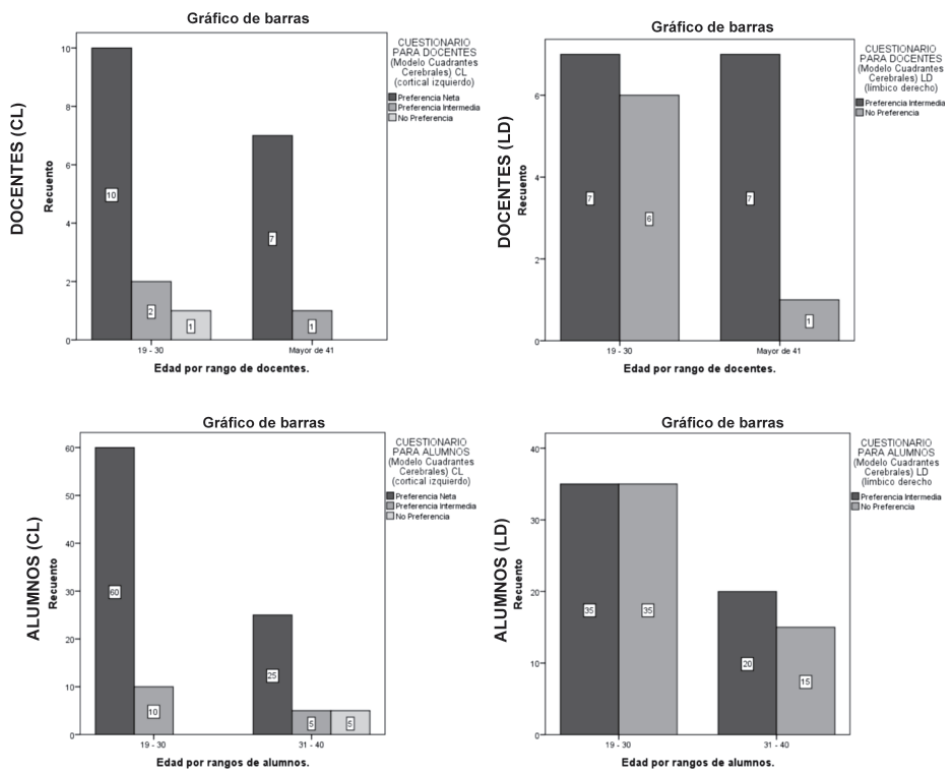 Gráfico de barras
DOCENTES (CL)
Recuento
10
8
6
4
2
0
10
2
1
7
1
19 - 30
Mayor de 41
Edad por rango de docentes.
CUESTIONARIO
PARA DOCENTES
(Modelo Cuadrantes
Cerebrales) CL
(cortical izquierdo)
Preferencia Neta
Preferencia Intermedia
No Preferencia
Gráfico de barras
DOCENTES (LD)
Recuento
6
4
2
0
7
6
7
1
19 - 30
Mayor de 41
Edad por rango de docentes.
CUESTIONARIO
PARA DOCENTES
(Modelo Cuadrantes
Cerebrales) LD
(limbico derecho)
Preferencia Intermedia
No Preferencia
Gráfico de barras
ALUMNOS (CL)
Recuento
60
50
40
30
20
10
0
60
10
25
5
5
19 - 30
31 - 40
Edad por rangos de alumnos.
CUESTIONARIO
PARA ALUMNOS
(Modelo Cuadrantes
Cerebrales) CL
(cortical izquierdo)
Preferencia Neta
Preferencia Intermedia
No Preferencia
Gráfico de barras
ALUMNOS (LD)
Recuento
40
30
20
10
0
35
35
20
15
19 - 30
31 - 40
Edad por rangos de alumnos.
CUESTIONARIO
PARA ALUMNOS
(Modelo Cuadrantes
Cerebrales) LD
(limbico derecho
Preferencia Intermedia
No Preferencia